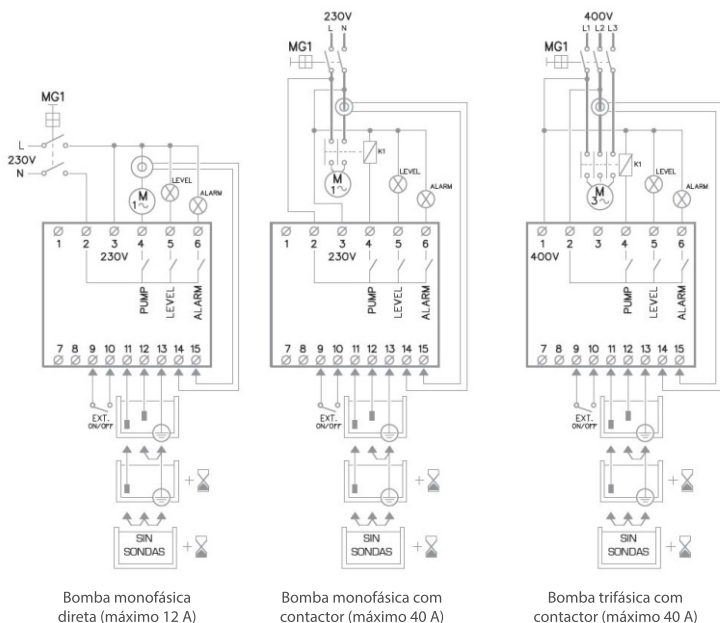 MG1
L
230V
N
LEVEL
M
1~
ALARM
1 2 3 4 5 6
230V
PUMP
LEVEL
ALARM
7 8 9 10 11 12 13 14 15
EXT.
ON/OFF
+
SIN
SONDAS
+
Bomba monofásica
direta (máximo 12 A)
230V
L N
MG1
K1
M
1~
LEVEL
ALARM
1 2 3 4 5 6
230V
PUMP
LEVEL
ALARM
7 8 9 10 11 12 13 14 15
EXT.
ON/OFF
+
SIN
SONDAS
+
Bomba monofásica com
contactor (máximo 40 A)
400V
L1 L2 L3
MG1
K1
M
3~
LEVEL
ALARM
1 2 3 4 5 6
400V
PUMP
LEVEL
ALARM
7 8 9 10 11 12 13 14 15
EXT.
ON/OFF
+
SIN
SONDAS
+
Bomba trifásica com
contactor (máximo 40 A)